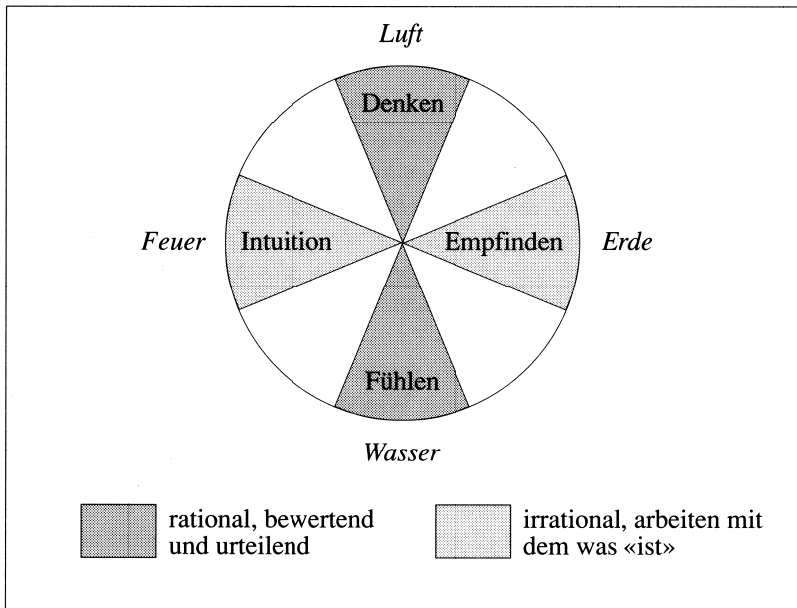 Luft
Denken
Feuer
Intuition
Empfinden
Erde
Fühlen
Wasser
rational, bewertend
und urteilend
irrational, arbeiten mit
dem was «ist»